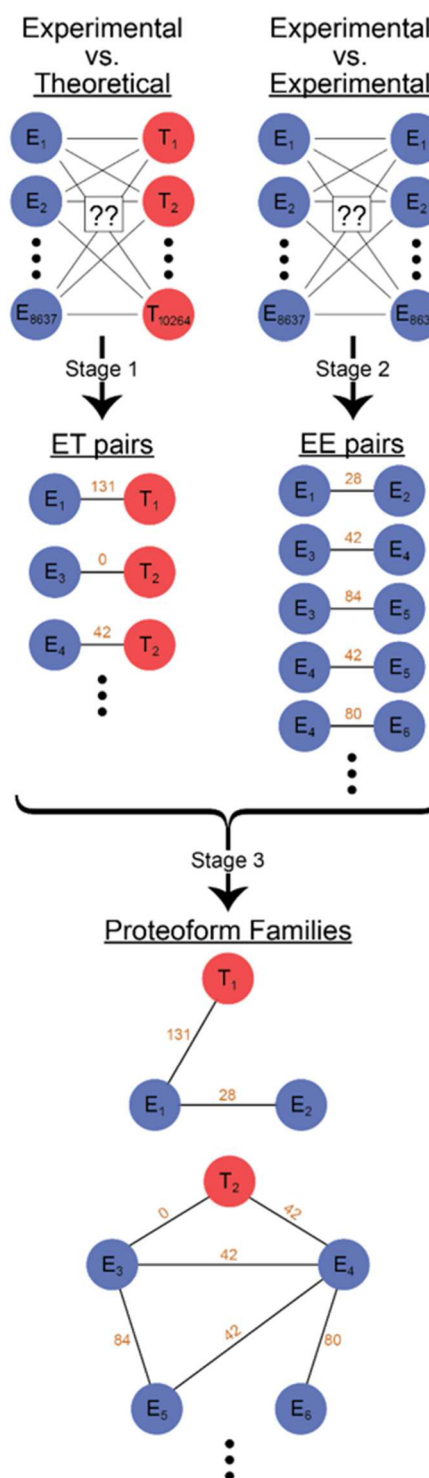 Experimental
vs.
Theoretical
Experimental
vs.
Experimental
E1
T1
E2
T2
??
E8637
T10264
E1
E1
E2
E2
??
E8637
E863
Stage 1
Stage 2
ET pairs
E1 131 T1
E3 0 T2
E4 42 T2
EE pairs
E1 28 E2
E3 42 E4
E3 84 E5
E4 42 E5
E4 80 E6
Stage 3
Proteoform Families
T1
131
E1 28 E2
T2
0 42
E3 42 E4
84 42 80
E5 E6